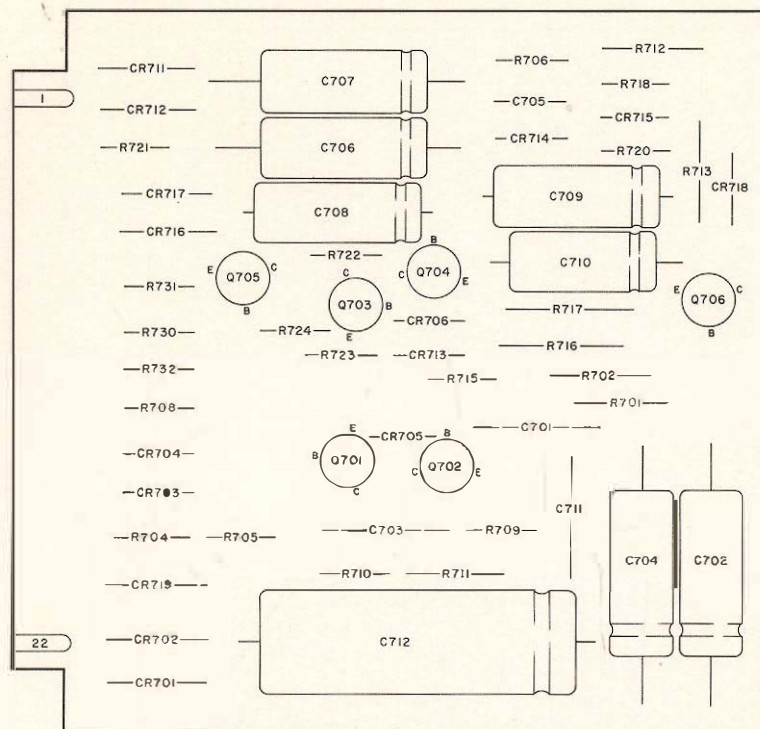 R712
CR711
R706
C707
R718
1
C705
CR712
CR715
CR714
R721
C706
R720
R713
CR718
CR717
C709
C708
CR716
B
R722
E
Q705
C
C
Q704
E
C
C710
E
Q706
C
B
R731
Q703
B
B
R717
CR706
R730
R724
E
R716
R723
CR713
R732
R715
R702
R708
R701
C701
E
CR705
B
CR704
B
Q701
C
Q702
E
C
CR703
C711
R704
R705
C703
R709
C704
C702
R710
R711
CR719
22
CR702
C712
CR701